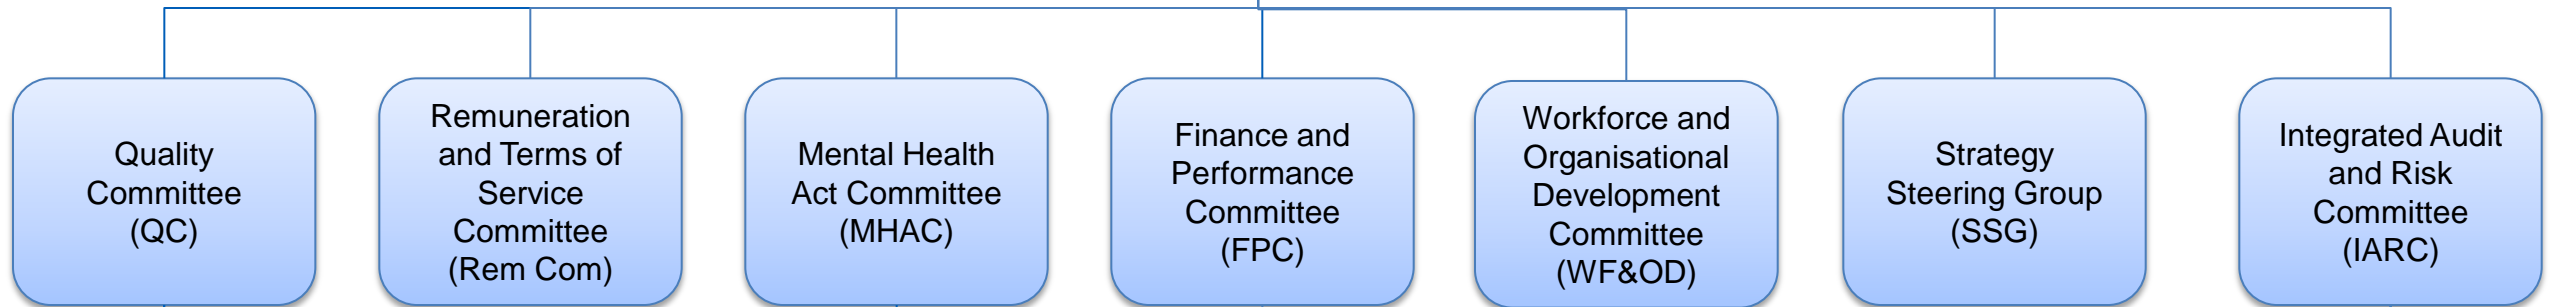 Quality
Committee
(QC)
Remuneration
and Terms of
Service
Committee
(Rem Com)
Mental Health
Act Committee
(MHAC)
Finance and
Performance
Committee
(FPC)
Workforce and
Organisational
Development
Committee
(WF&OD)
Strategy
Steering Group
(SSG)
Integrated Audit
and Risk
Committee
(IARC)